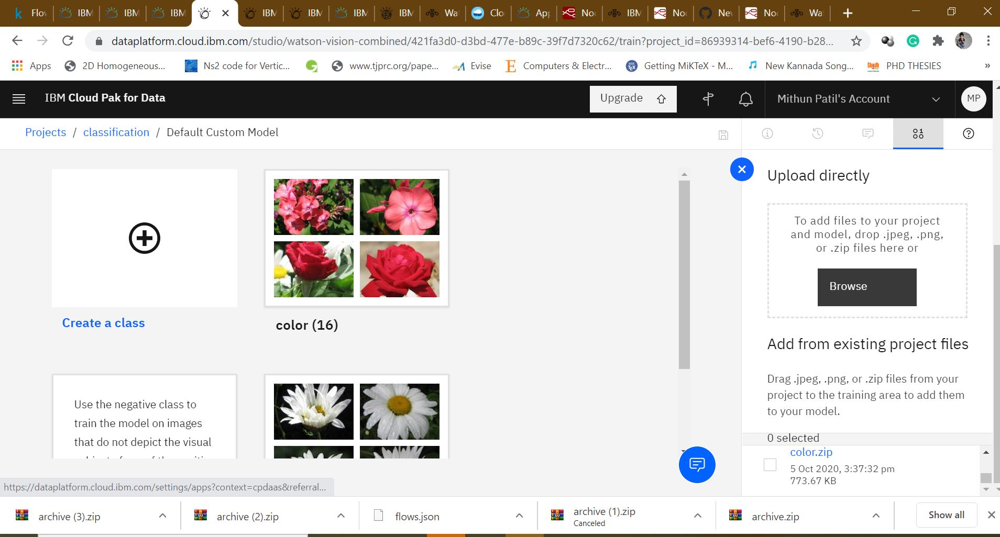 Flo
IBM
IBM
IBM
IBM
IBM
IBM
IBM
Wat
Clo
App
No
IBM
No
Nev
No
Wat
dataplatform.cloud.ibm.com/studio/watson-vision-combined/421fa3d0-d3bd-477e-b89c-39f7d7320c62/train?project_id=86939314-bef6-4190-b28...
Apps
2D Homogeneous...
Ns2 code for Vertic...
www.tjprc.org/pape...
Evise
Computers & Electr...
Getting MiKTeX - M...
New Kannada Song...
PHD THESIES
»
IBM Cloud Pak for Data
Upgrade
Mithun Patil's Account
MP
Projects / classification / Default Custom Model
Create a class
color (16)
Use the negative class to
train the model on images
that do not depict the visual
Upload directly
To add files to your project
and model, drop .jpeg, .png,
or .zip files here or
Browse
Add from existing project files
Drag .jpeg, .png, or .zip files from your
project to the training area to add them
to your model.
0 selected
color.zip
5 Oct 2020, 3:37:32 pm
773.67 KB
https://dataplatform.cloud.ibm.com/settings/apps?context=cpdaas&referral...
archive (3).zip
archive (2).zip
flows.json
archive (1).zip
Canceled
archive.zip
Show all